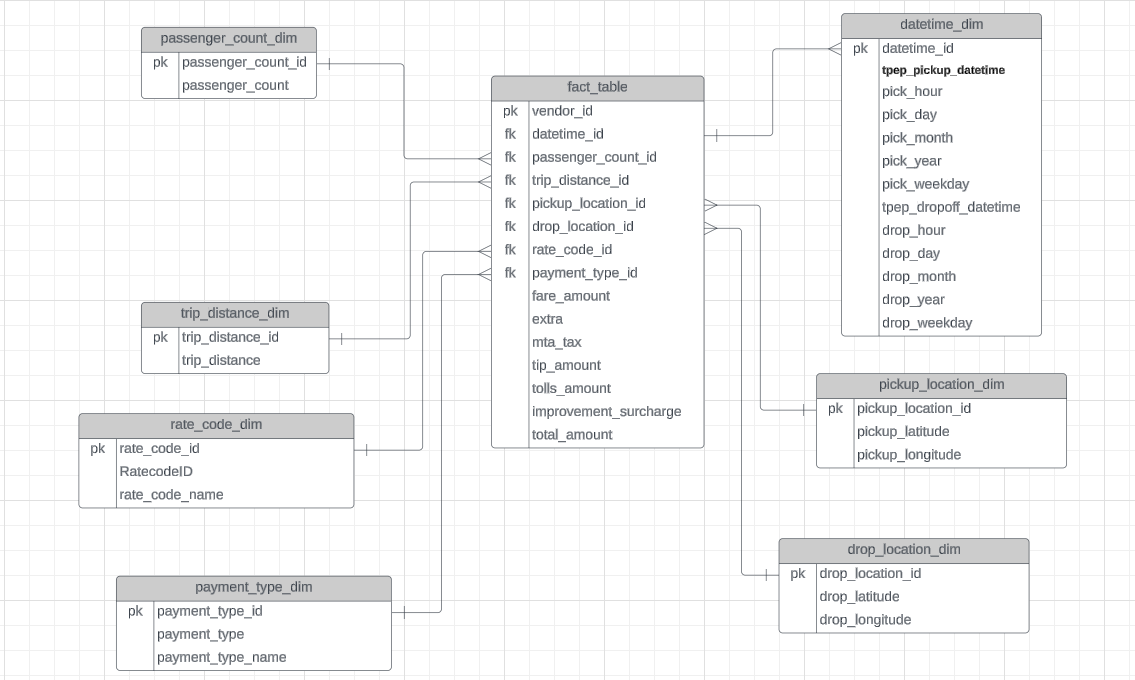 passenger_count_dim
pk passenger_count_id
passenger_count
fact_table
pk vendor_id
fk datetime_id
fk passenger_count_id
fk trip_distance_id
fk pickup_location_id
fk drop_location_id
fk rate_code_id
fk payment_type_id
fare_amount
extra
mta_tax
tip_amount
tolls_amount
improvement_surcharge
total_amount
datetime_dim
pk datetime_id
tpep_pickup_datetime
pick_hour
pick_day
pick_month
pick_year
pick_weekday
tpep_dropoff_datetime
drop_hour
drop_day
drop_month
drop_year
drop_weekday
trip_distance_dim
pk trip_distance_id
trip_distance
rate_code_dim
pk rate_code_id
RatecodeID
rate_code_name
payment_type_dim
pk payment_type_id
payment_type
payment_type_name
pickup_location_dim
pk pickup_location_id
pickup_latitude
pickup_longitude
drop_location_dim
pk drop_location_id
drop_latitude
drop_longitude